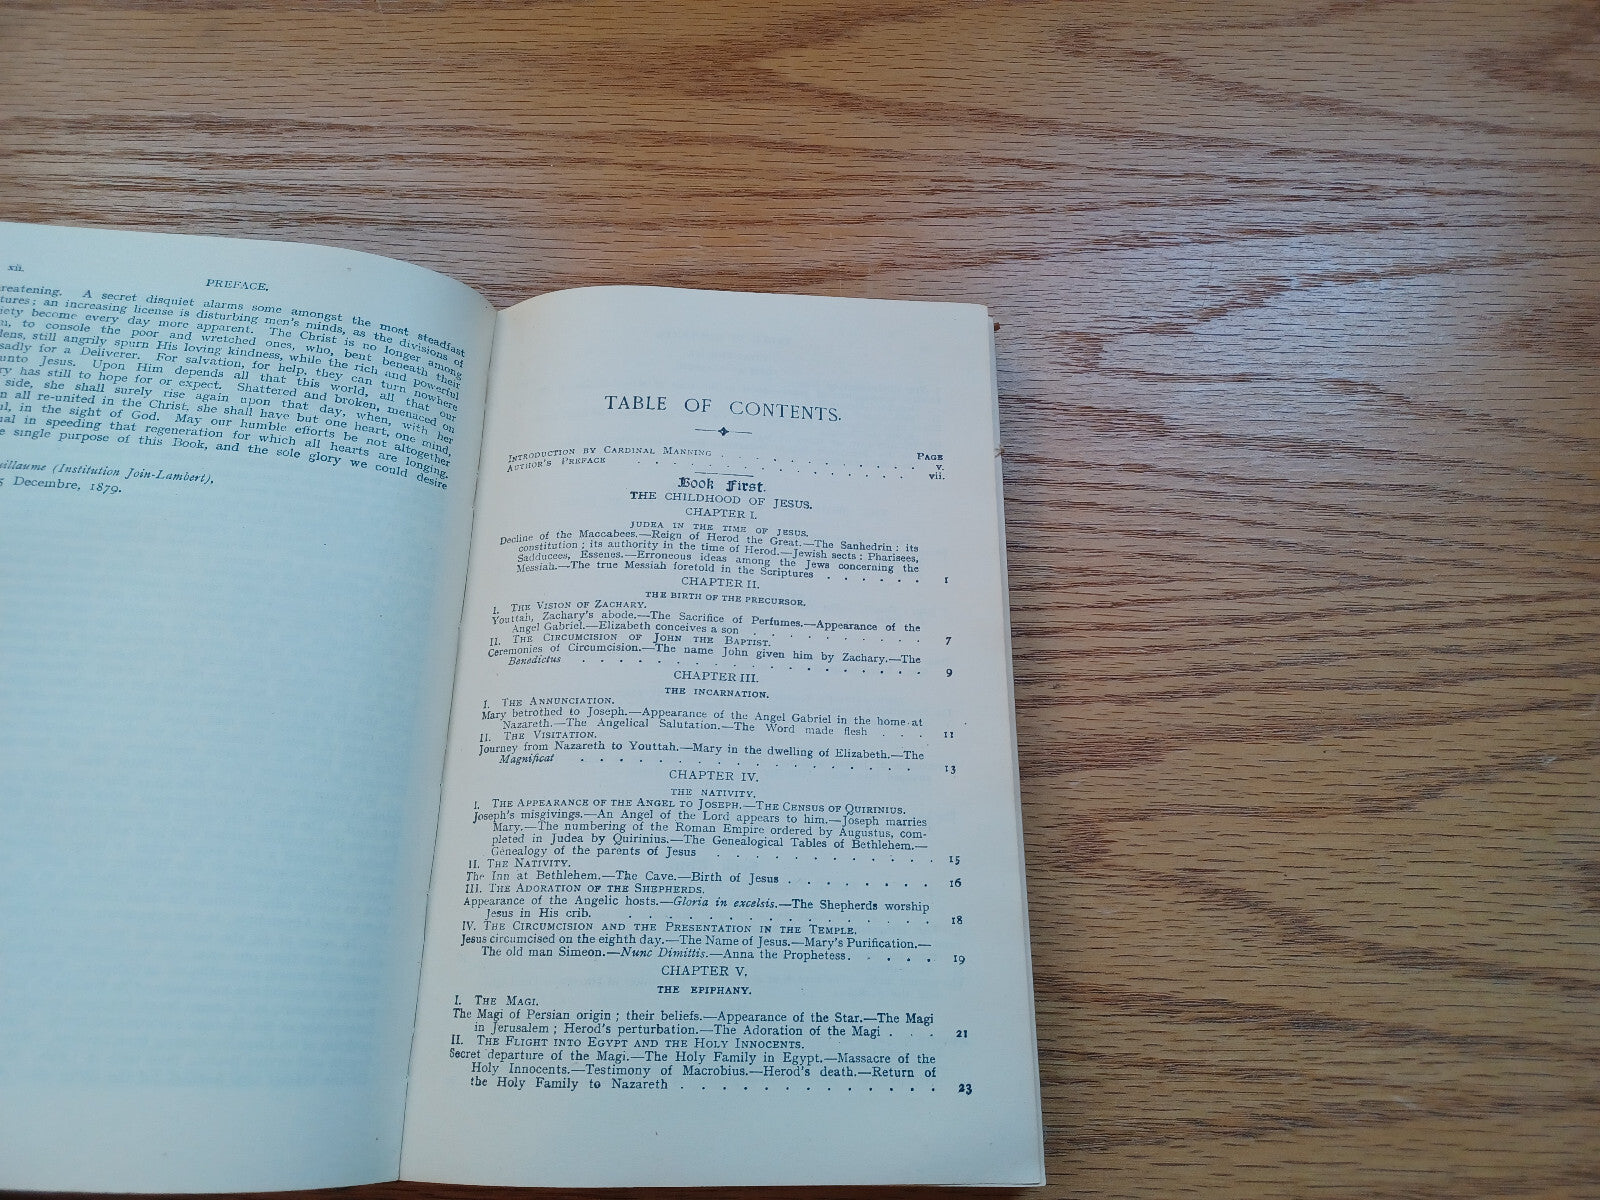 xii.
PREFACE.
reatening. A secret disquiet alarms some amongst the most steadfast
tures; an increasing license is disturbing men's minds, as the divisions of
iety become every day more apparent. The Christ is no longer among
n, to console the poor and wretched ones, who, bent beneath their
dens, still angrily spurn His loving kindness, while the rich and powerful
sadly for a Deliverer. For salvation, for help, they can turn nowhere
unto Jesus. Upon Him depends all that this world, all that our
ry has still to hope for or expect. Shattered and broken, menaced on
side, she shall surely rise again upon that day, when, with her
n all re-united in the Christ, she shall have but one heart, one mind,
ul, in the sight of God. May our humble efforts be not altogether
nal in speeding that regeneration for which all hearts are longing.
e single purpose of this Book, and the sole glory we could desire
uillaume (Institution Join-Lambert),
5 Decembre, 1879.
TABLE OF CONTENTS.
PAGE
INTRODUCTION BY CARDINAL MANNING . . . . . . . . . . . . . v.
AUTHOR'S PREFACE . . . . . . . . . . . . . . . . . vii.
Book First.
THE CHILDHOOD OF JESUS.
CHAPTER I.
JUDEA IN THE TIME OF JESUS.
Decline of the Maccabees.—Reign of Herod the Great.—The Sanhedrin; its
constitution; its authority in the time of Herod.—Jewish sects: Pharisees,
Sadducees, Essenes.—Erroneous ideas among the Jews concerning the
Messiah.—The true Messiah foretold in the Scriptures . . . . . . 1
CHAPTER II.
THE BIRTH OF THE PRECURSOR.
I. THE VISION OF ZACHARY.
Youttah, Zachary's abode.—The Sacrifice of Perfumes.—Appearance of the
Angel Gabriel.—Elizabeth conceives a son . . . . . . . . . . 7
II. THE CIRCUMCISION OF JOHN THE BAPTIST.
Ceremonies of Circumcision.—The name John given him by Zachary.—The
Benedictus . . . . . . . . . . . . . . . . . . 9
CHAPTER III.
THE INCARNATION.
I. THE ANNUNCIATION.
Mary betrothed to Joseph.—Appearance of the Angel Gabriel in the home at
Nazareth.—The Angelical Salutation.—The Word made flesh . . . 11
II. THE VISITATION.
Journey from Nazareth to Youttah.—Mary in the dwelling of Elizabeth.—The
Magnificat . . . . . . . . . . . . . . . . . . 13
CHAPTER IV.
THE NATIVITY.
I. THE APPEARANCE OF THE ANGEL TO JOSEPH.—THE CENSUS OF QUIRINIUS.
Joseph's misgivings.—An Angel of the Lord appears to him.—Joseph marries
Mary.—The numbering of the Roman Empire ordered by Augustus, com-
pleted in Judea by Quirinius.—The Genealogical Tables of Bethlehem.—
Genealogy of the parents of Jesus . . . . . . . . . . . . 15
II. THE NATIVITY.
The Inn at Bethlehem.—The Cave.—Birth of Jesus . . . . . . . . 16
III. THE ADORATION OF THE SHEPHERDS.
Appearance of the Angelic hosts.—Gloria in excelsis.—The Shepherds worship
Jesus in His crib. . . . . . . . . . . . . . . . . 18
IV. THE CIRCUMCISION AND THE PRESENTATION IN THE TEMPLE.
Jesus circumcised on the eighth day.—The Name of Jesus.—Mary's Purification.—
The old man Simeon.—Nunc Dimittis.—Anna the Prophetess. . . . . 19
CHAPTER V.
THE EPIPHANY.
I. THE MAGI.
The Magi of Persian origin; their beliefs.—Appearance of the Star.—The Magi
in Jerusalem; Herod's perturbation.—The Adoration of the Magi . . . 21
II. THE FLIGHT INTO EGYPT AND THE HOLY INNOCENTS.
Secret departure of the Magi.—The Holy Family in Egypt.—Massacre of the
Holy Innocents.—Testimony of Macrobius.—Herod's death.—Return of
the Holy Family to Nazareth . . . . . . . . . . . . . 23